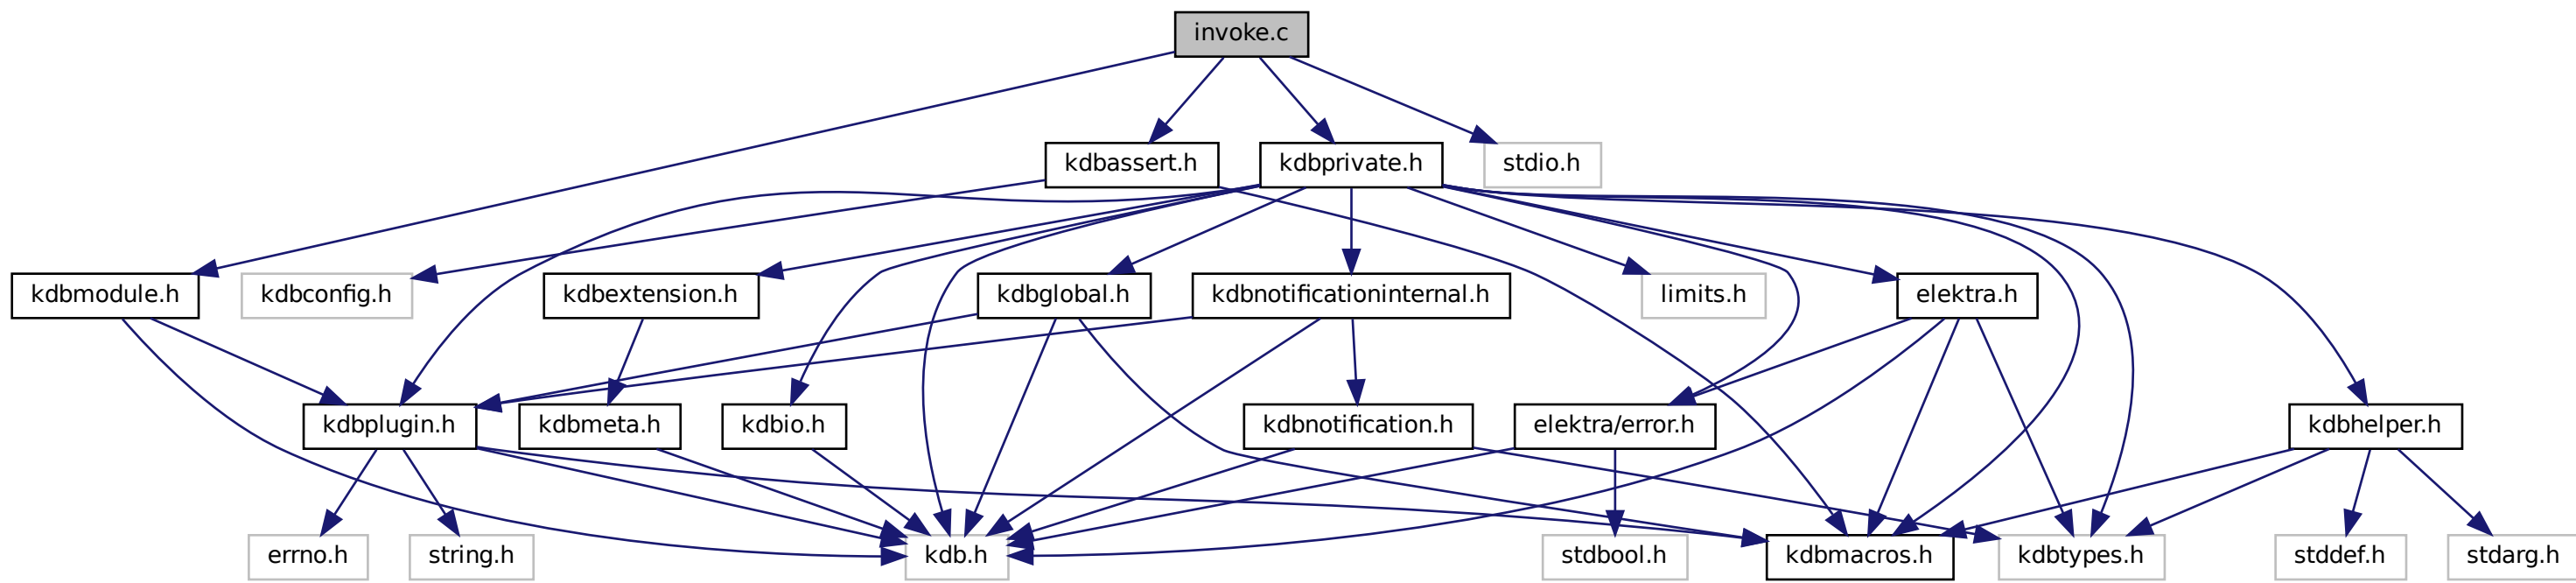 invoke.c
kdbassert.h
kdbprivate.h
stdio.h
kdbmodule.h
kdbconfig.h
kdbextension.h
kdbglobal.h
kdbnotificationinternal.h
limits.h
elektra.h
kdbplugin.h
kdbmeta.h
kdbio.h
kdbnotification.h
elektra/error.h
kdbhelper.h
errno.h
string.h
kdb.h
stdbool.h
kdbmacros.h
kdbtypes.h
stddef.h
stdarg.h